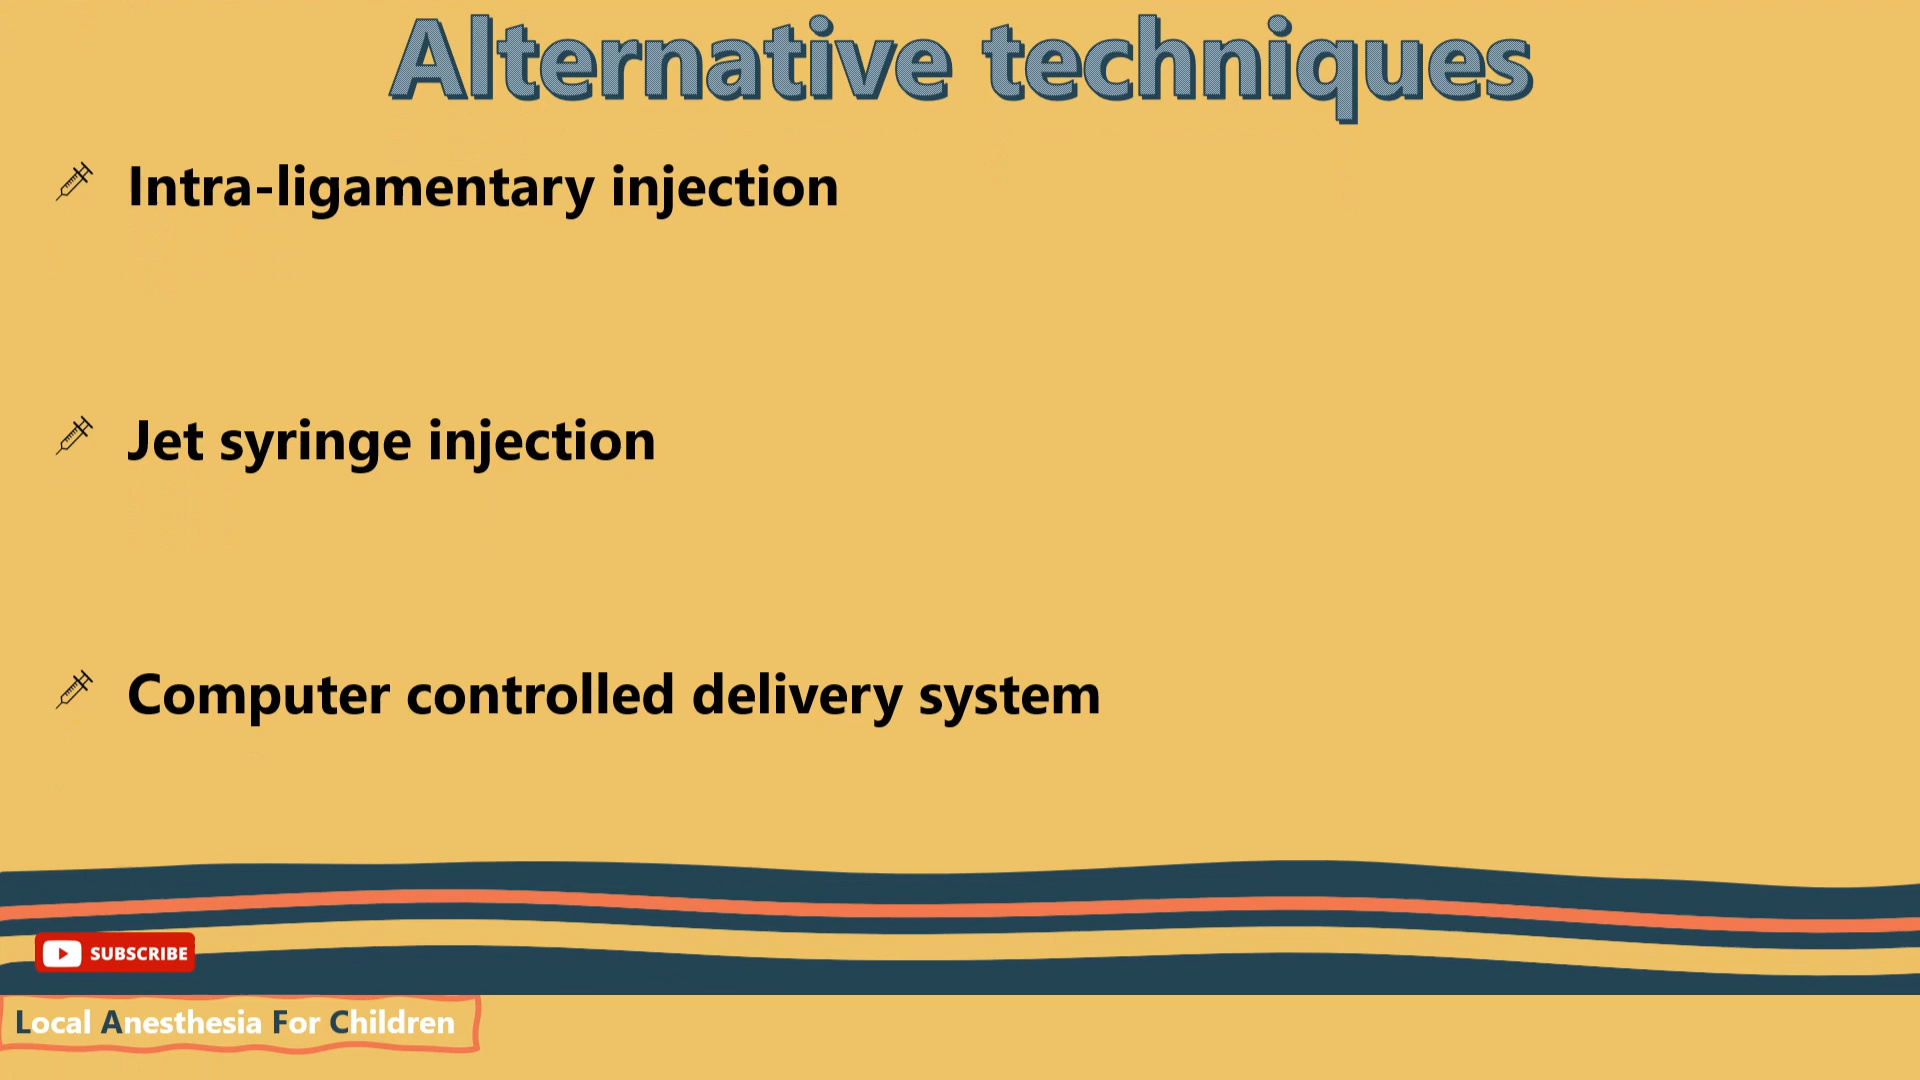 Alternative techniques
Intra-ligamentary injection
Jet syringe injection
Computer controlled delivery system
SUBSCRIBE
Local Anesthesia For Children